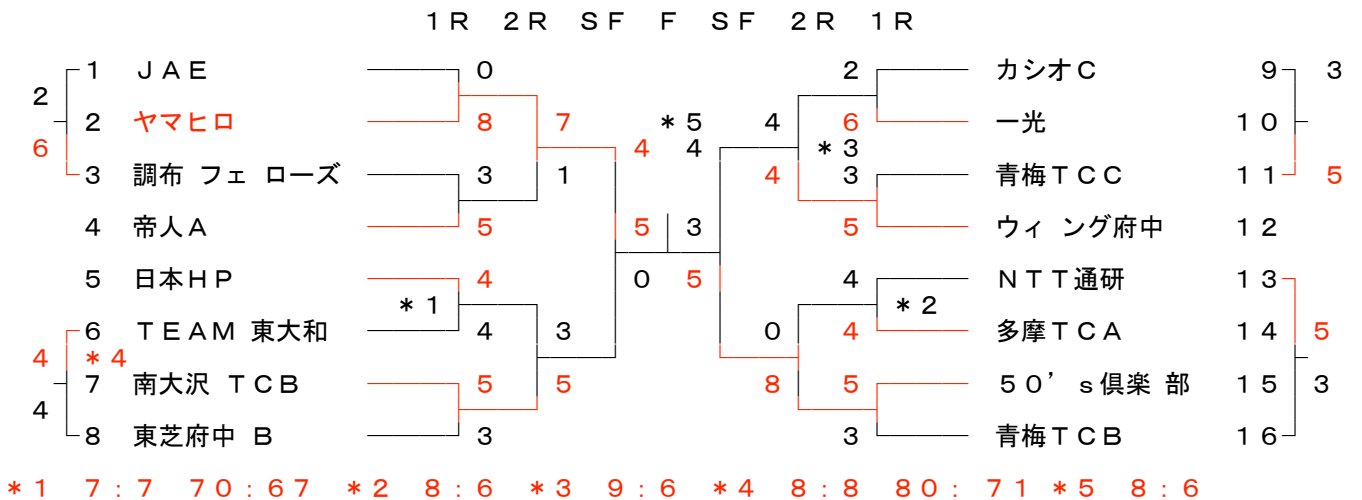 1R 2R SF F SF 2R 1R
1 JAE 0 2 カシオC 9 3
2
2 ヤマヒロ 8 7 *5 4 6 一光 10
6 4 4 *3
3 調布 フェ ローズ 3 1 4 3 青梅TCC 11 5
4 帝人A 5 5 3 5 ウィ ング府中 12
5 日本HP 4 0 5 4 NTT通研 13
*1 *2
6 TEAM 東大和 4 3 0 4 多摩TCA 14 5
4 *4
7 南大沢 TCB 5 5 8 5 50’s倶楽 部 15 3
4
8 東芝府中 B 3 3 青梅TCB 16
*1 7:7 70:67 *2 8:6 *3 9:6 *4 8:8 80:71 *5 8:6